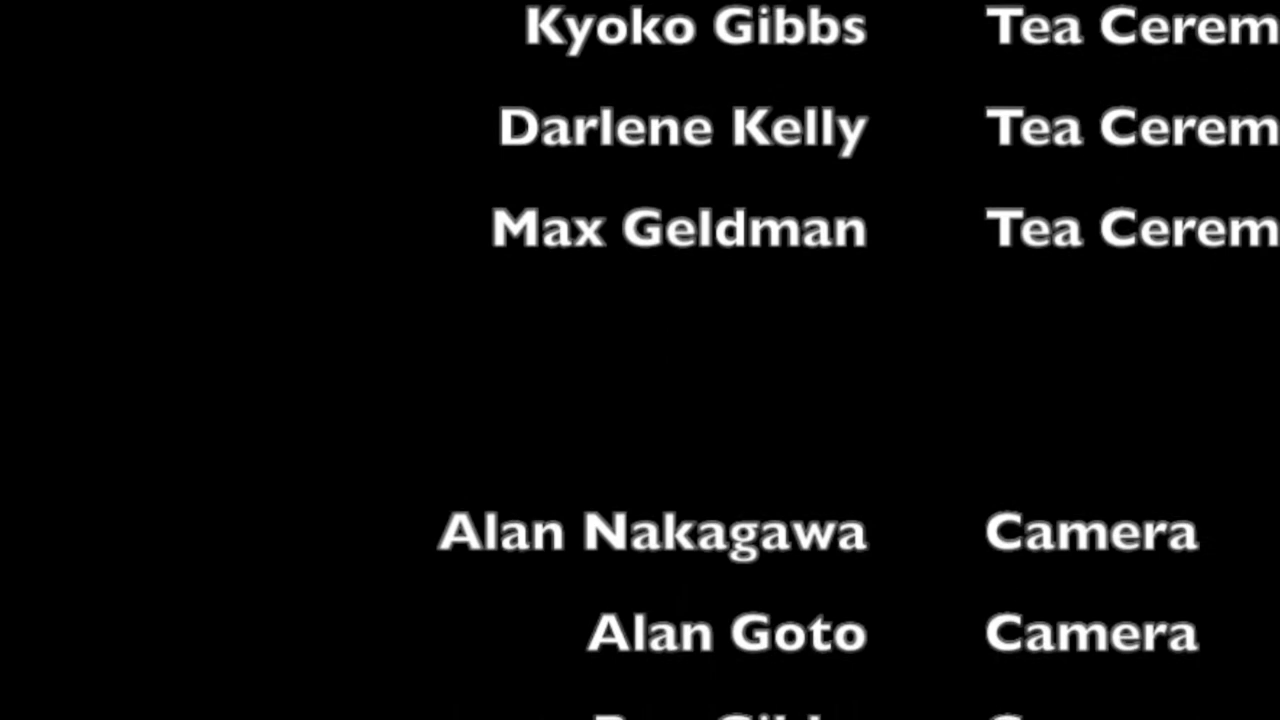 Kyoko Gibbs Tea Cerem
Darlene Kelly Tea Cerem
Max Geldman Tea Cerem
Alan Nakagawa Camera
Alan Goto Camera